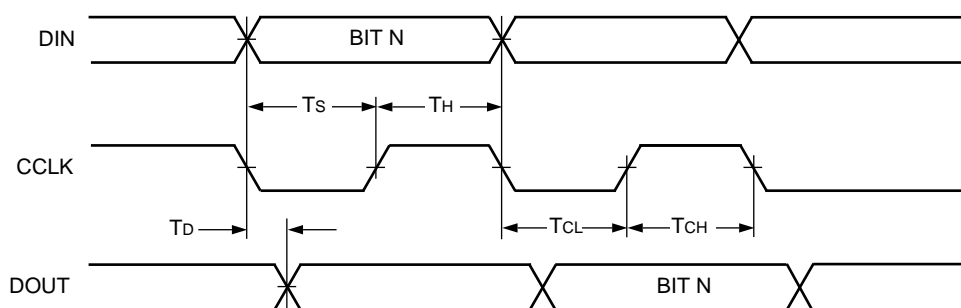 DIN BIT N
TS TH
CCLK
TD TCL TCH
DOUT BIT N